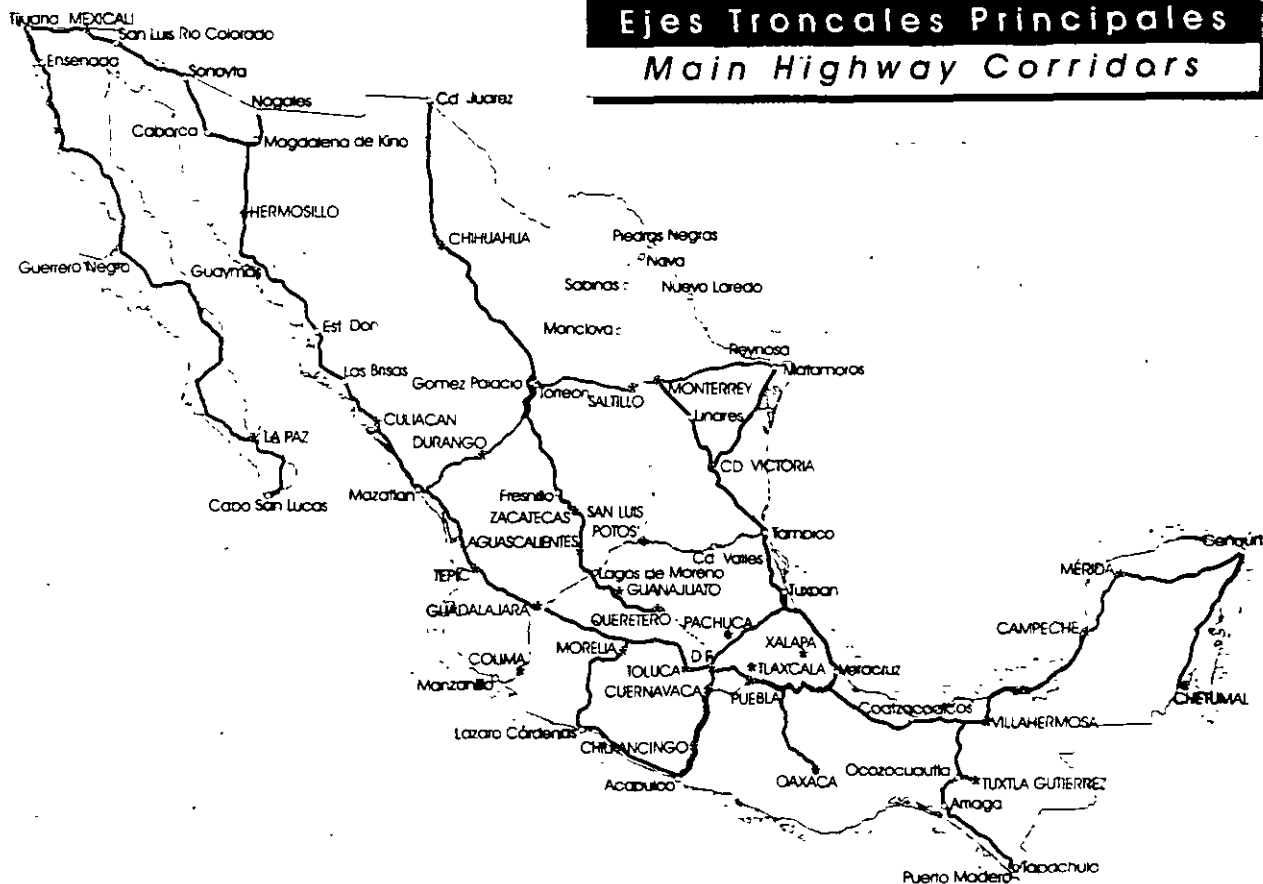 Ejes Troncales Principales
Main Highway Corridors
Tijuana MEXICALI
San Luis Rio Colorado
Ensenada
Sonoyta
Nogales
Cd Juarez
Caborca
Magdalena de Kino
HERMOSILLO
CHIHUAHUA
Piedras Negras
Nava
Guerrero Negro
Guaymas
Sabinas
Nuevo Laredo
Est Don
Monclova
Reynosa
Las Brisas
Gomez Palacio
Torreon
SALTILLO
MONTERREY
Matamoros
CULIACAN
Linares
LA PAZ
DURANGO
CD VICTORIA
Cabo San Lucas
Mazatlan
Fresnillo
ZACATECAS
SAN LUIS
POTOS
Tampico
AGUASCALIENTES
Cd Valles
TEPIC
Lagos de Moreno
GUANAJUATO
Tuxpan
MÉRIDA
GUADALAJARA
QUERETERO
PACHUCA
XALAPA
CAMPECHE
MORELIA
D F
COLIMA
TOLUCA
TLAXCALA
Veracruz
Manzanillo
CUERNAVACA
PUEBLA
CHETUMAL
Coatzacoalcos
VILLAHERMOSA
Lazaro Cárdenas
CHILPANCINGO
Acapulco
OAXACA
Ocozocuautla
TUXTLA GUTIERREZ
Arriaga
Tapachula
Puerto Madero